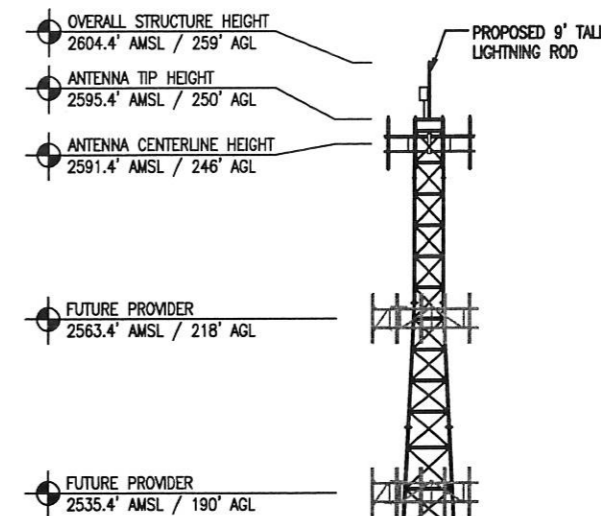 OVERALL STRUCTURE HEIGHT
2604.4' AMSL / 259' AGL
PROPOSED 9' TALL
LIGHTNING ROD
ANTENNA TIP HEIGHT
2595.4' AMSL / 250' AGL
ANTENNA CENTERLINE HEIGHT
2591.4' AMSL / 246' AGL
FUTURE PROVIDER
2563.4' AMSL / 218' AGL
FUTURE PROVIDER
2535.4' AMSL / 190' AGL